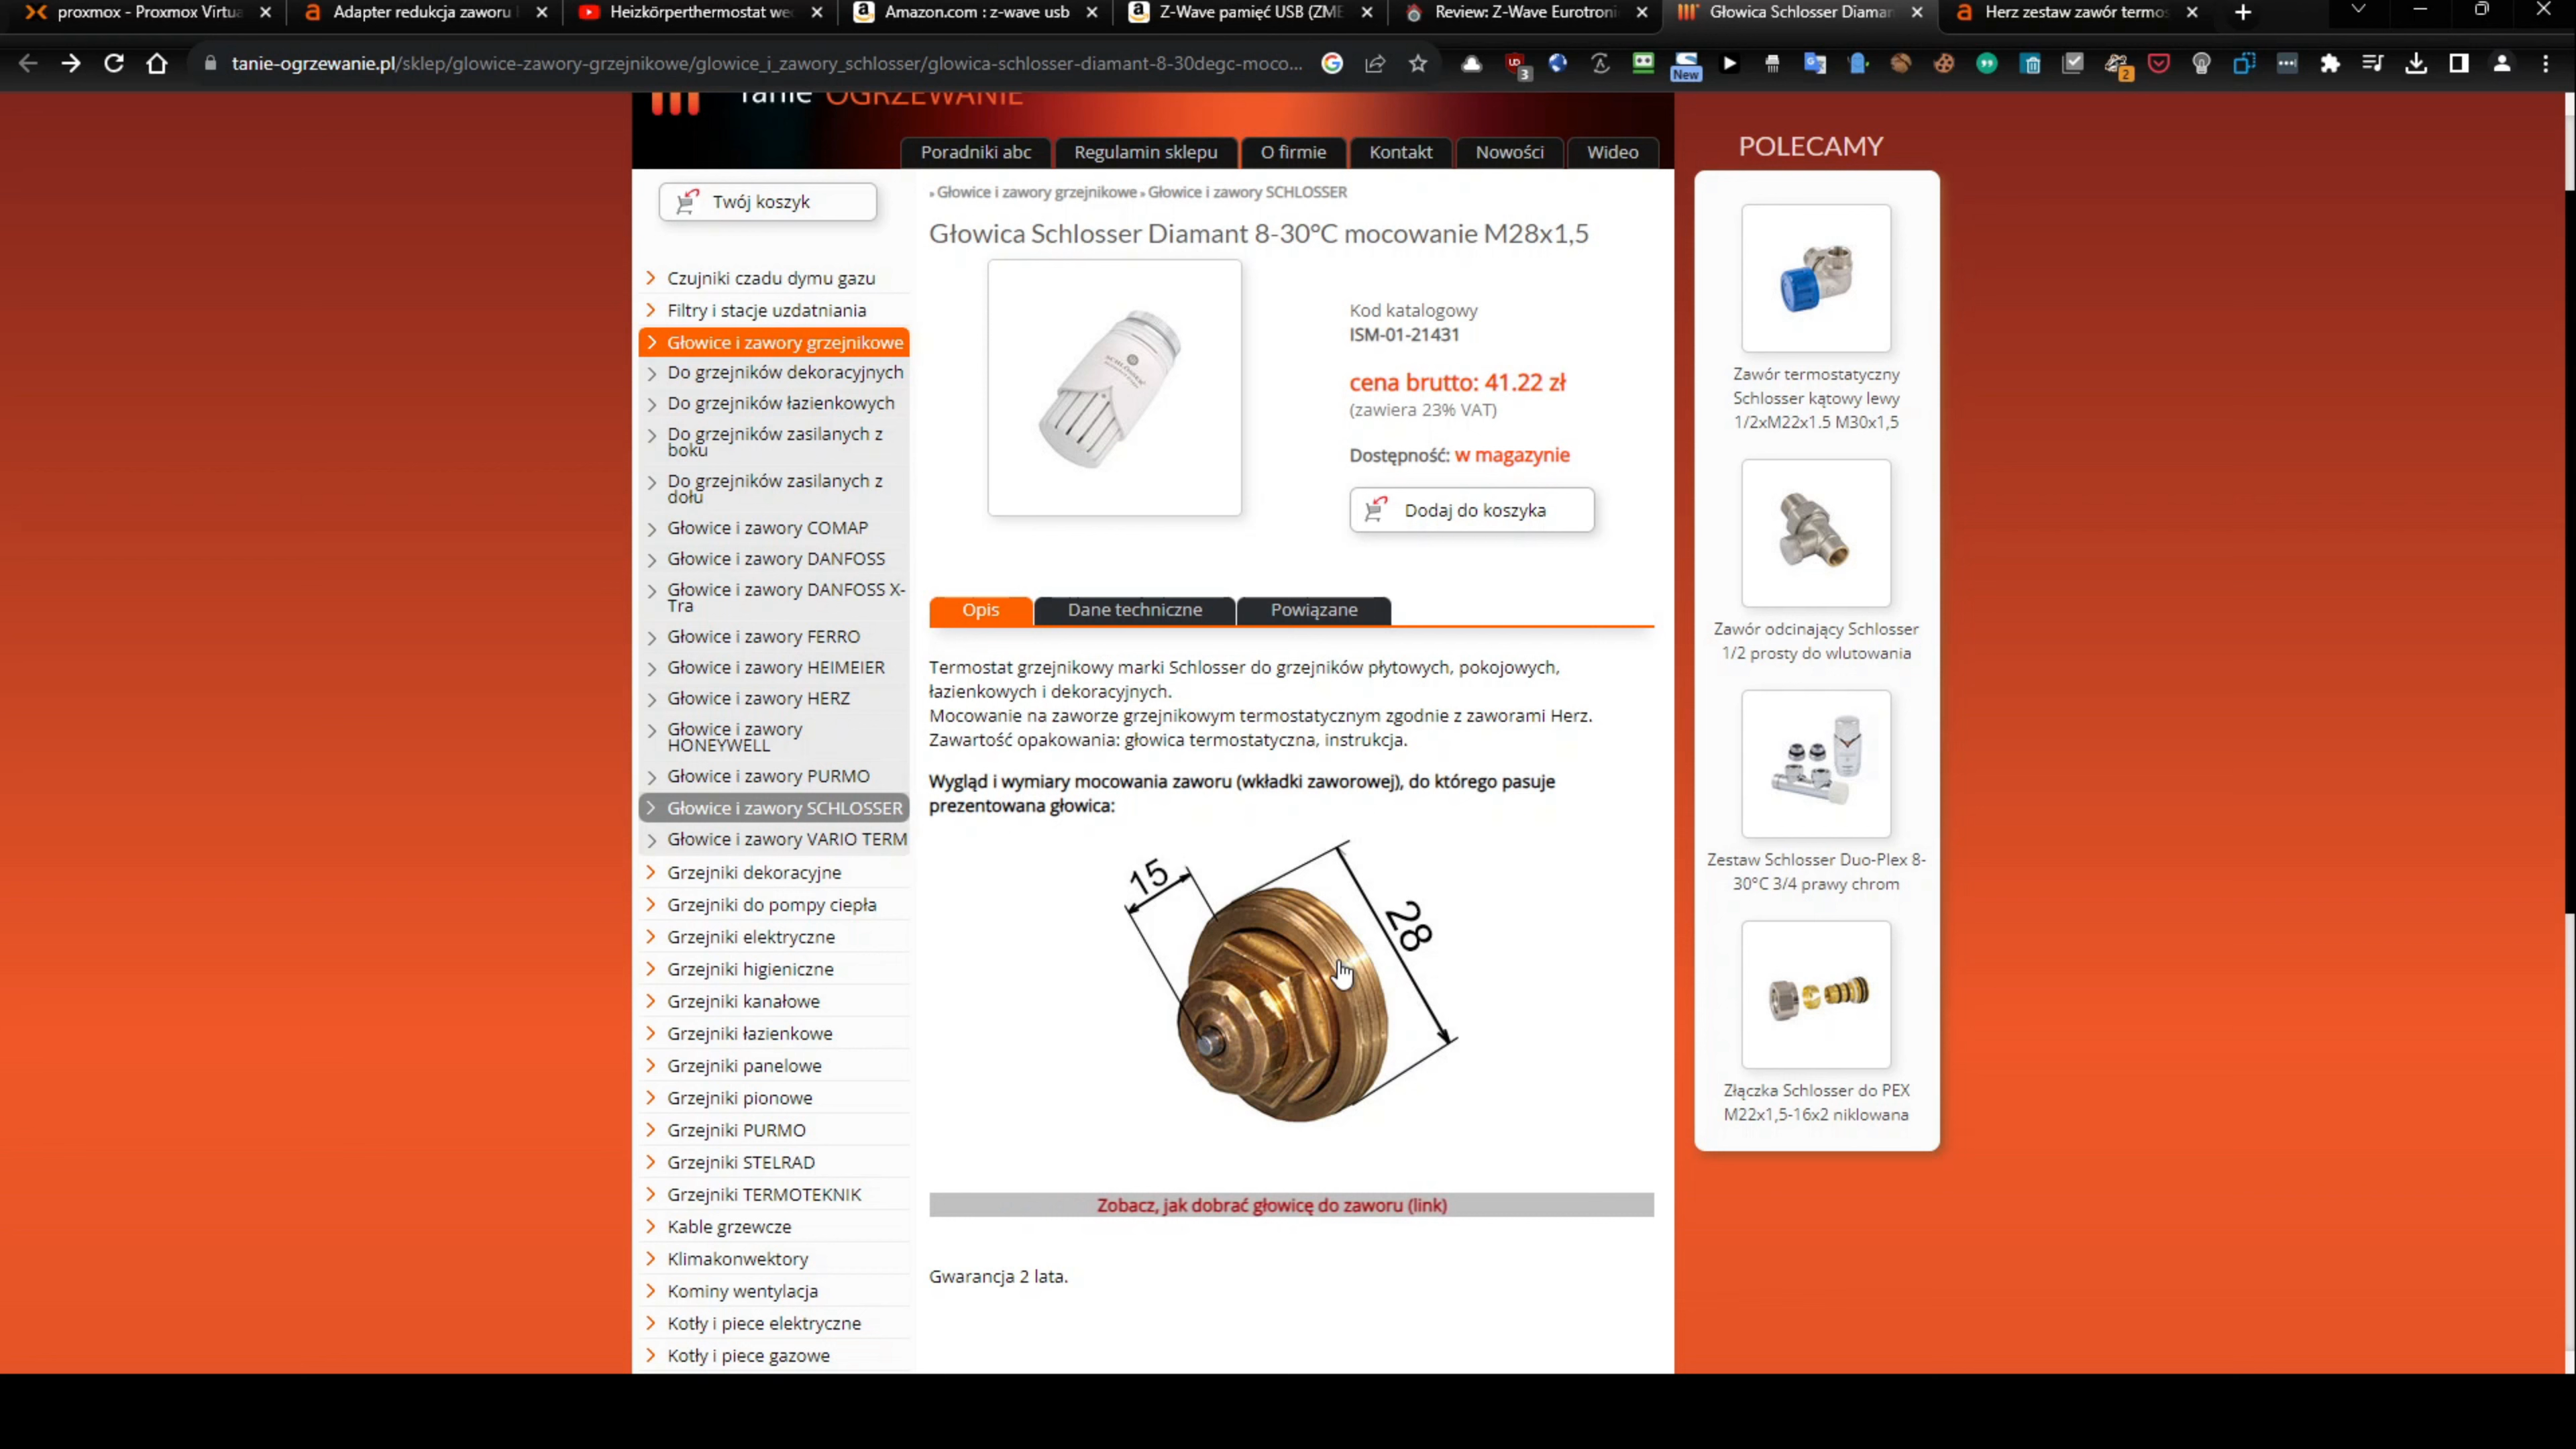 proxmox - Proxmox Virtua
Adapter redukcja zaworu
Heizkörperthermostat we
Amazon.com : z-wave usb
Z-Wave pamięć USB (ZME
Review: Z-Wave Eurotroni
Głowica Schlosser Diaman
Herz zestaw zawór termos
tanie-ogrzewanie.pl/sklep/glowice-zawory-grzejnikowe/glowice_i_zawory_schlosser/glowica-schlosser-diamant-8-30degc-moco...
3
New
2
Tanie OGRZEWANIE
Poradniki abc
Regulamin sklepu
O firmie
Kontakt
Nowości
Wideo
Twój koszyk
Czujniki czadu dymu gazu
Filtry i stacje uzdatniania
Głowice i zawory grzejnikowe
Do grzejników dekoracyjnych
Do grzejników łazienkowych
Do grzejników zasilanych z
boku
Do grzejników zasilanych z
dołu
Głowice i zawory COMAP
Głowice i zawory DANFOSS
Głowice i zawory DANFOSS X-
Tra
Głowice i zawory FERRO
Głowice i zawory HEIMEIER
Głowice i zawory HERZ
Głowice i zawory
HONEYWELL
Głowice i zawory PURMO
Głowice i zawory SCHLOSSER
Głowice i zawory VARIO TERM
Grzejniki dekoracyjne
Grzejniki do pompy ciepła
Grzejniki elektryczne
Grzejniki higieniczne
Grzejniki kanałowe
Grzejniki łazienkowe
Grzejniki panelowe
Grzejniki pionowe
Grzejniki PURMO
Grzejniki STELRAD
Grzejniki TERMOTEKNIK
Kable grzewcze
Klimakonwektory
Kominy wentylacja
Kotły i piece elektryczne
Kotły i piece gazowe
» Głowice i zawory grzejnikowe » Głowice i zawory SCHLOSSER
Głowica Schlosser Diamant 8-30°C mocowanie M28x1,5
SCHLOSSER
Kod katalogowy
ISM-01-21431
cena brutto: 41.22 zł
(zawiera 23% VAT)
Dostępność: w magazynie
Dodaj do koszyka
Opis
Dane techniczne
Powiązane
Termostat grzejnikowy marki Schlosser do grzejników płytowych, pokojowych,
łazienkowych i dekoracyjnych.
Mocowanie na zaworze grzejnikowym termostatycznym zgodnie z zaworami Herz.
Zawartość opakowania: głowica termostatyczna, instrukcja.
Wygląd i wymiary mocowania zaworu (wkładki zaworowej), do którego pasuje
prezentowana głowica:
15
28
Zobacz, jak dobrać głowicę do zaworu (link)
Gwarancja 2 lata.
POLECAMY
Zawór termostatyczny
Schlosser kątowy lewy
1/2xM22x1.5 M30x1,5
Zawór odcinający Schlosser
1/2 prosty do wlutowania
Zestaw Schlosser Duo-Plex 8-
30°C 3/4 prawy chrom
Złączka Schlosser do PEX
M22x1,5-16x2 niklowana